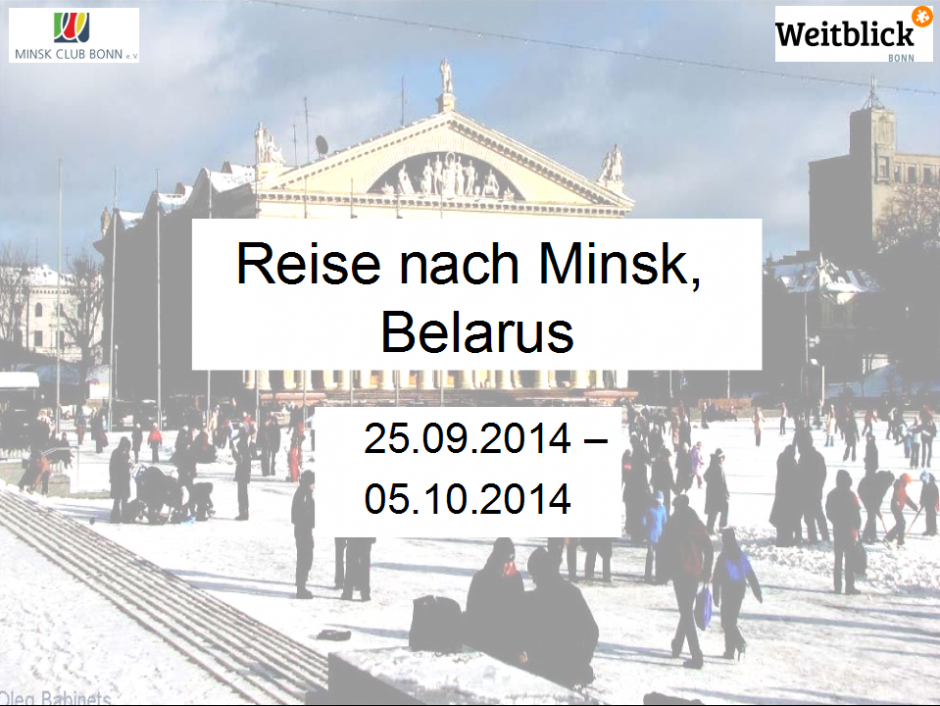 MINSK CLUB BONN e.V.
Weitblick
BONN
Reise nach Minsk,
Belarus
25.09.2014 –
05.10.2014
Oleg Babinets